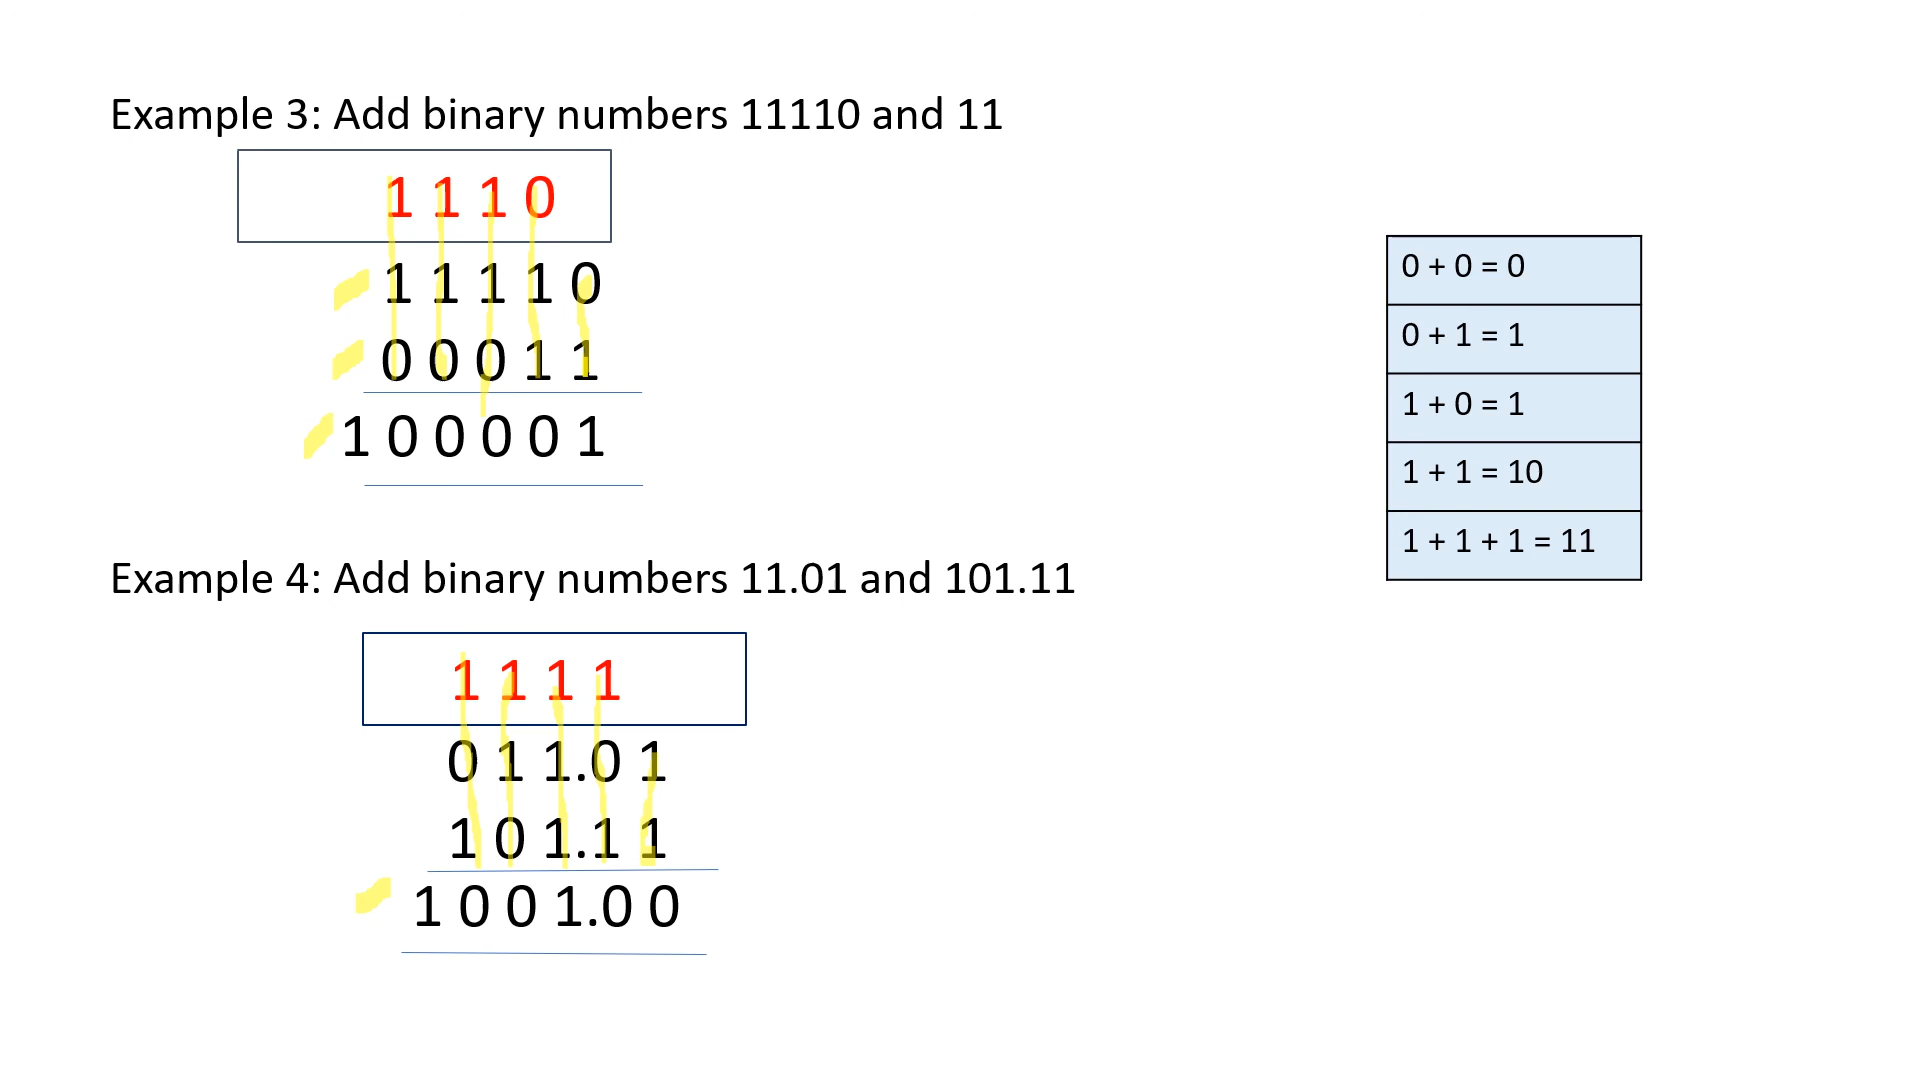 Example 3: Add binary numbers 11110 and 11
1 1 1 0
1 1 1 1 0
0 0 0 1 1
1 0 0 0 0 1
0 + 0 = 0
0 + 1 = 1
1 + 0 = 1
1 + 1 = 10
1 + 1 + 1 = 11
Example 4: Add binary numbers 11.01 and 101.11
1 1 1 1
0 1 1.0 1
1 0 1.1 1
1 0 0 1.0 0